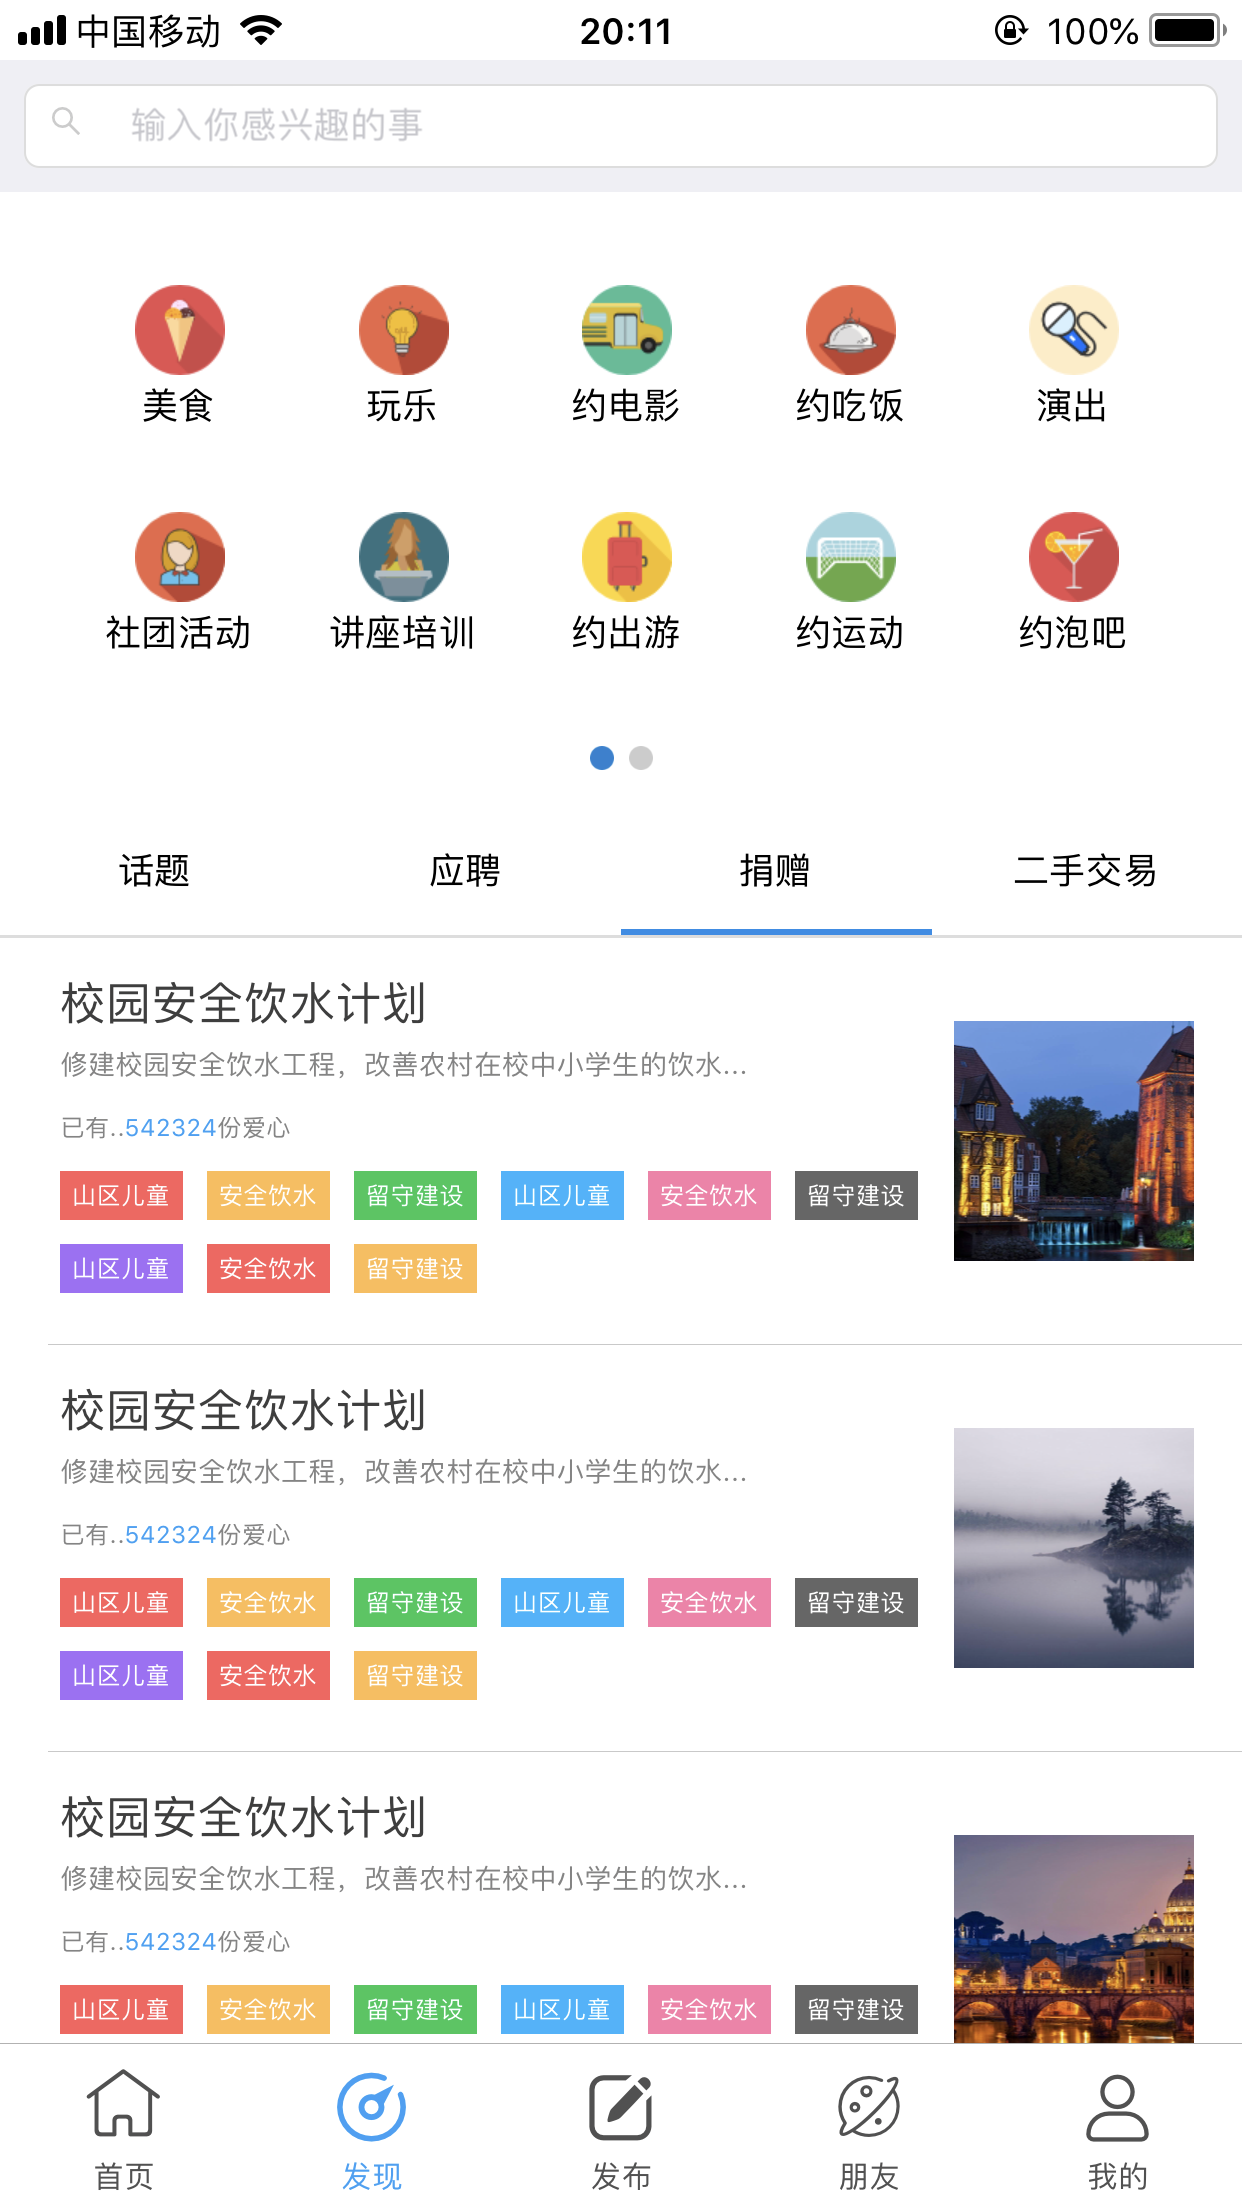 中国移动 20:11 100%
输入你感兴趣的事
美食 玩乐 约电影 约吃饭 演出
社团活动 讲座培训 约出游 约运动 约泡吧
话题 应聘 捐赠 二手交易
校园安全饮水计划
修建校园安全饮水工程，改善农村在校中小学生的饮水...
已有..542324份爱心
山区儿童 安全饮水 留守建设 山区儿童 安全饮水 留守建设
山区儿童 安全饮水 留守建设
校园安全饮水计划
修建校园安全饮水工程，改善农村在校中小学生的饮水...
已有..542324份爱心
山区儿童 安全饮水 留守建设 山区儿童 安全饮水 留守建设
山区儿童 安全饮水 留守建设
校园安全饮水计划
修建校园安全饮水工程，改善农村在校中小学生的饮水...
已有..542324份爱心
山区儿童 安全饮水 留守建设 山区儿童 安全饮水 留守建设
首页 发现 发布 朋友 我的